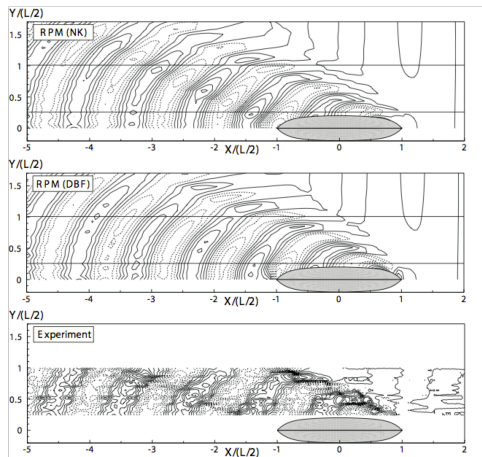 Y/(L/2)
RPM (NK)
1.5
1
0.5
0
-5 -4 -3 -2 -1 0 1 2
X/(L/2)
Y/(L/2)
RPM (DBF)
1.5
1
0.5
0
-5 -4 -3 -2 -1 0 1 2
X/(L/2)
Y/(L/2)
Experiment
1.5
1
0.5
0
-5 -4 -3 -2 -1 0 1 2
X/(L/2)